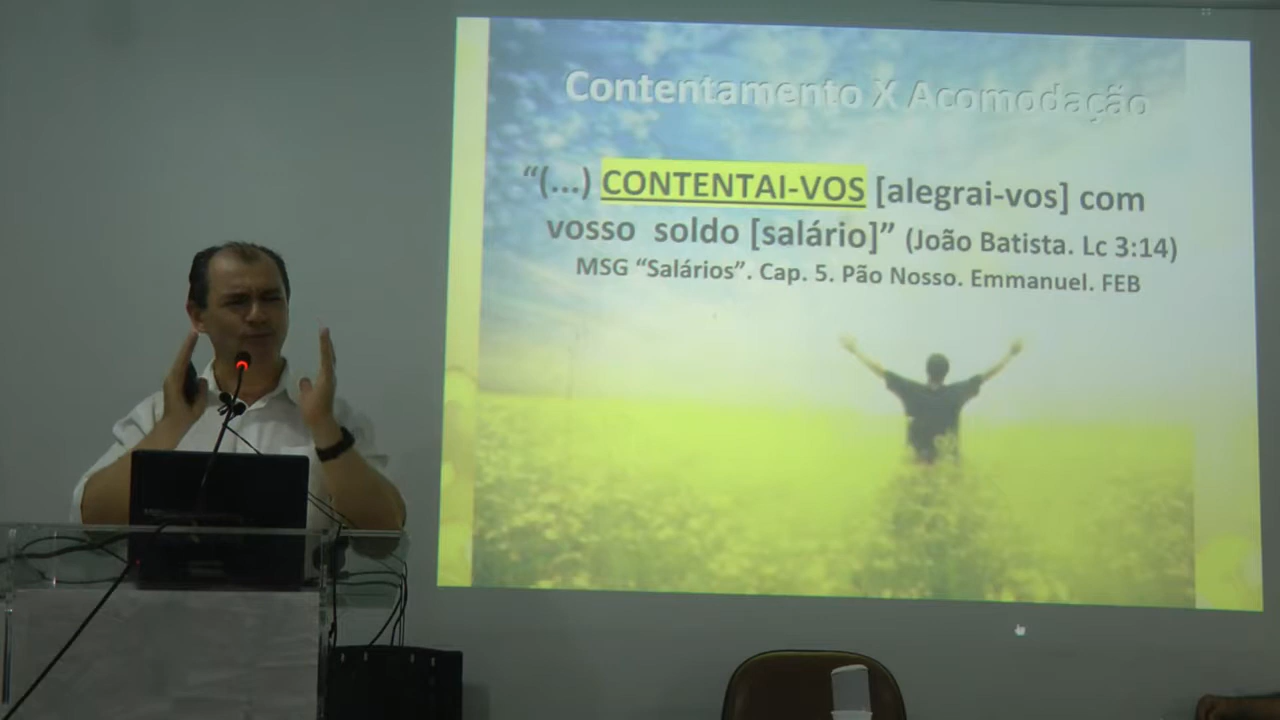 Contentamento X Acomodação
“(...) CONTENTAI-VOS [alegrai-vos] com
vosso soldo [salário]” (João Batista. Lc 3:14)
MSG “Salários”. Cap. 5. Pão Nosso. Emmanuel. FEB